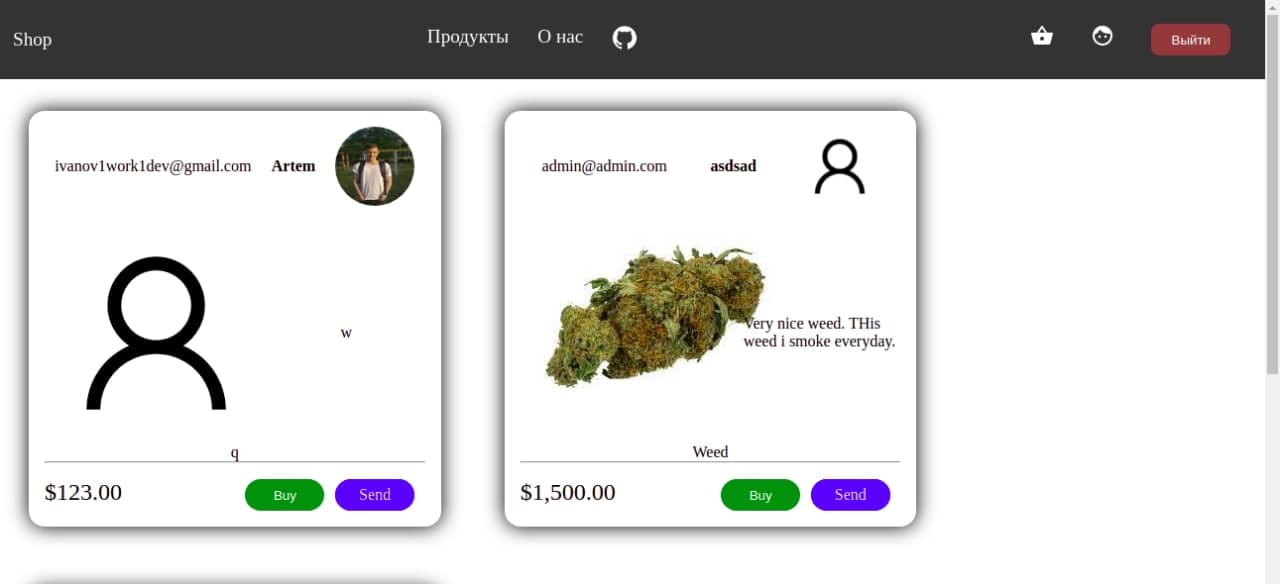 Shop
Продукты
О нас
Выйти
ivanov1work1dev@gmail.com
Artem
w
q
$123.00
Buy
Send
admin@admin.com
asdsad
Very nice weed. THis
weed i smoke everyday.
Weed
$1,500.00
Buy
Send